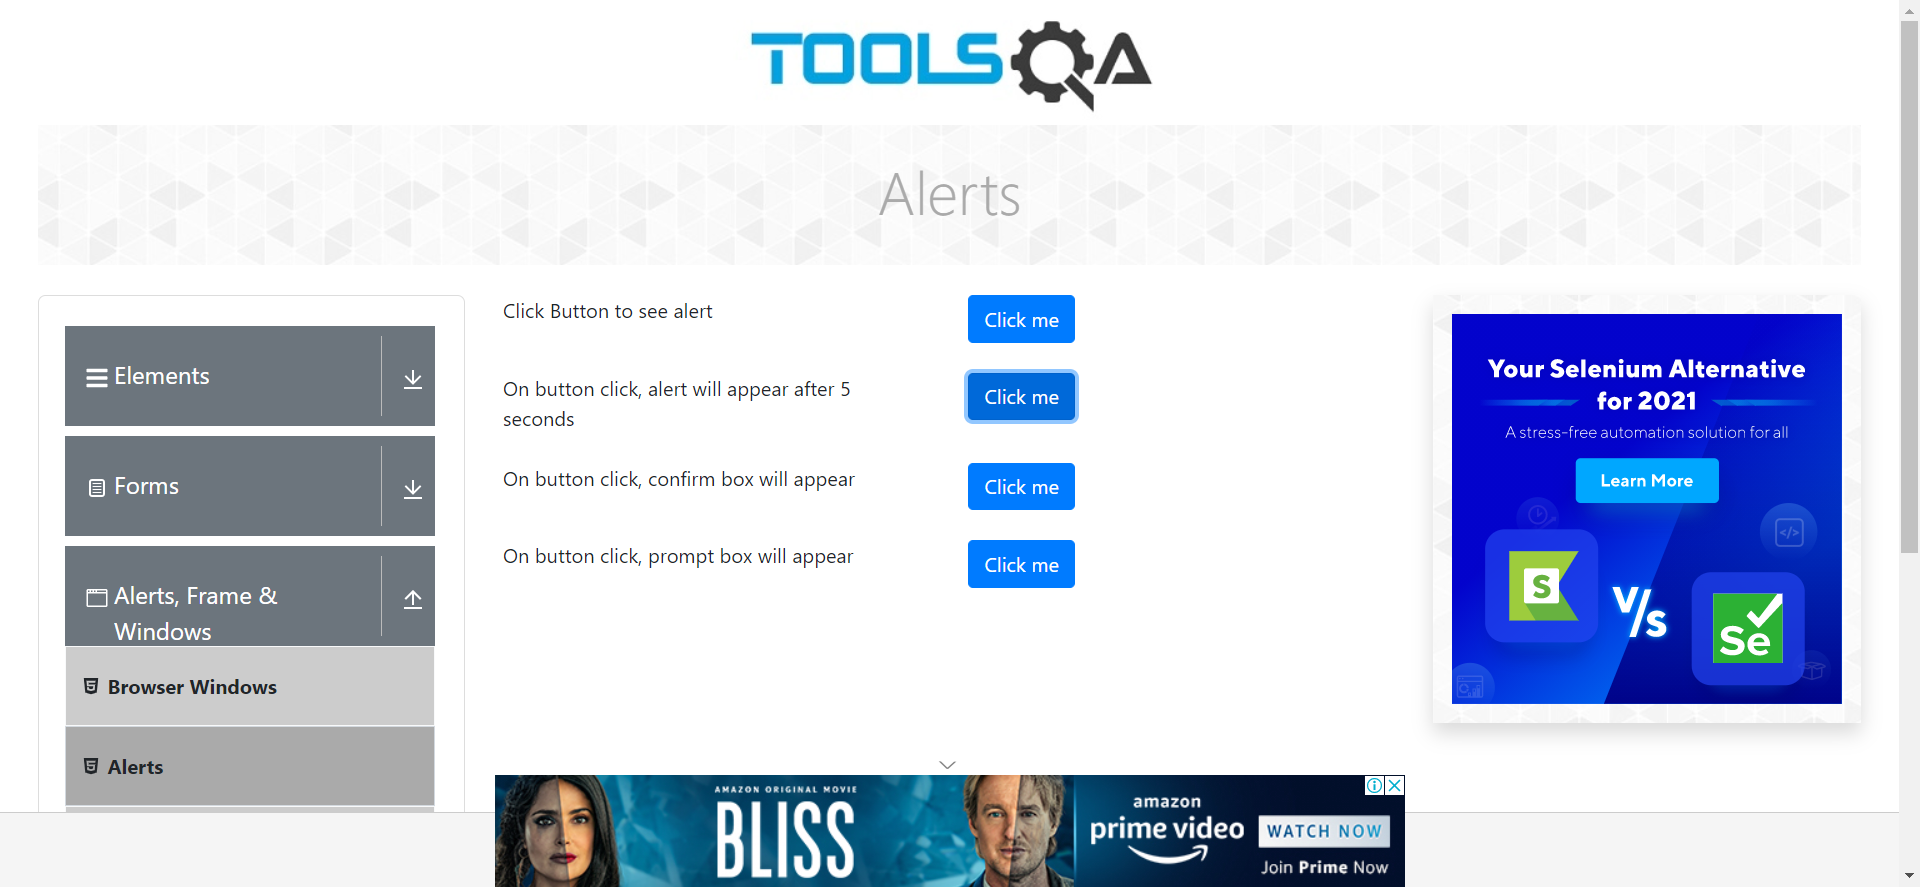 TOOLSQA
Alerts
Elements
Forms
Alerts, Frame &
Windows
Browser Windows
Alerts
Click Button to see alert
Click me
On button click, alert will appear after 5
seconds
Click me
On button click, confirm box will appear
Click me
On button click, prompt box will appear
Click me
Your Selenium Alternative
for 2021
A stress-free automation solution for all
Learn More
S
V/s
Se
AMAZON ORIGINAL MOVIE
BLISS
amazon
prime video
WATCH NOW
Join Prime Now